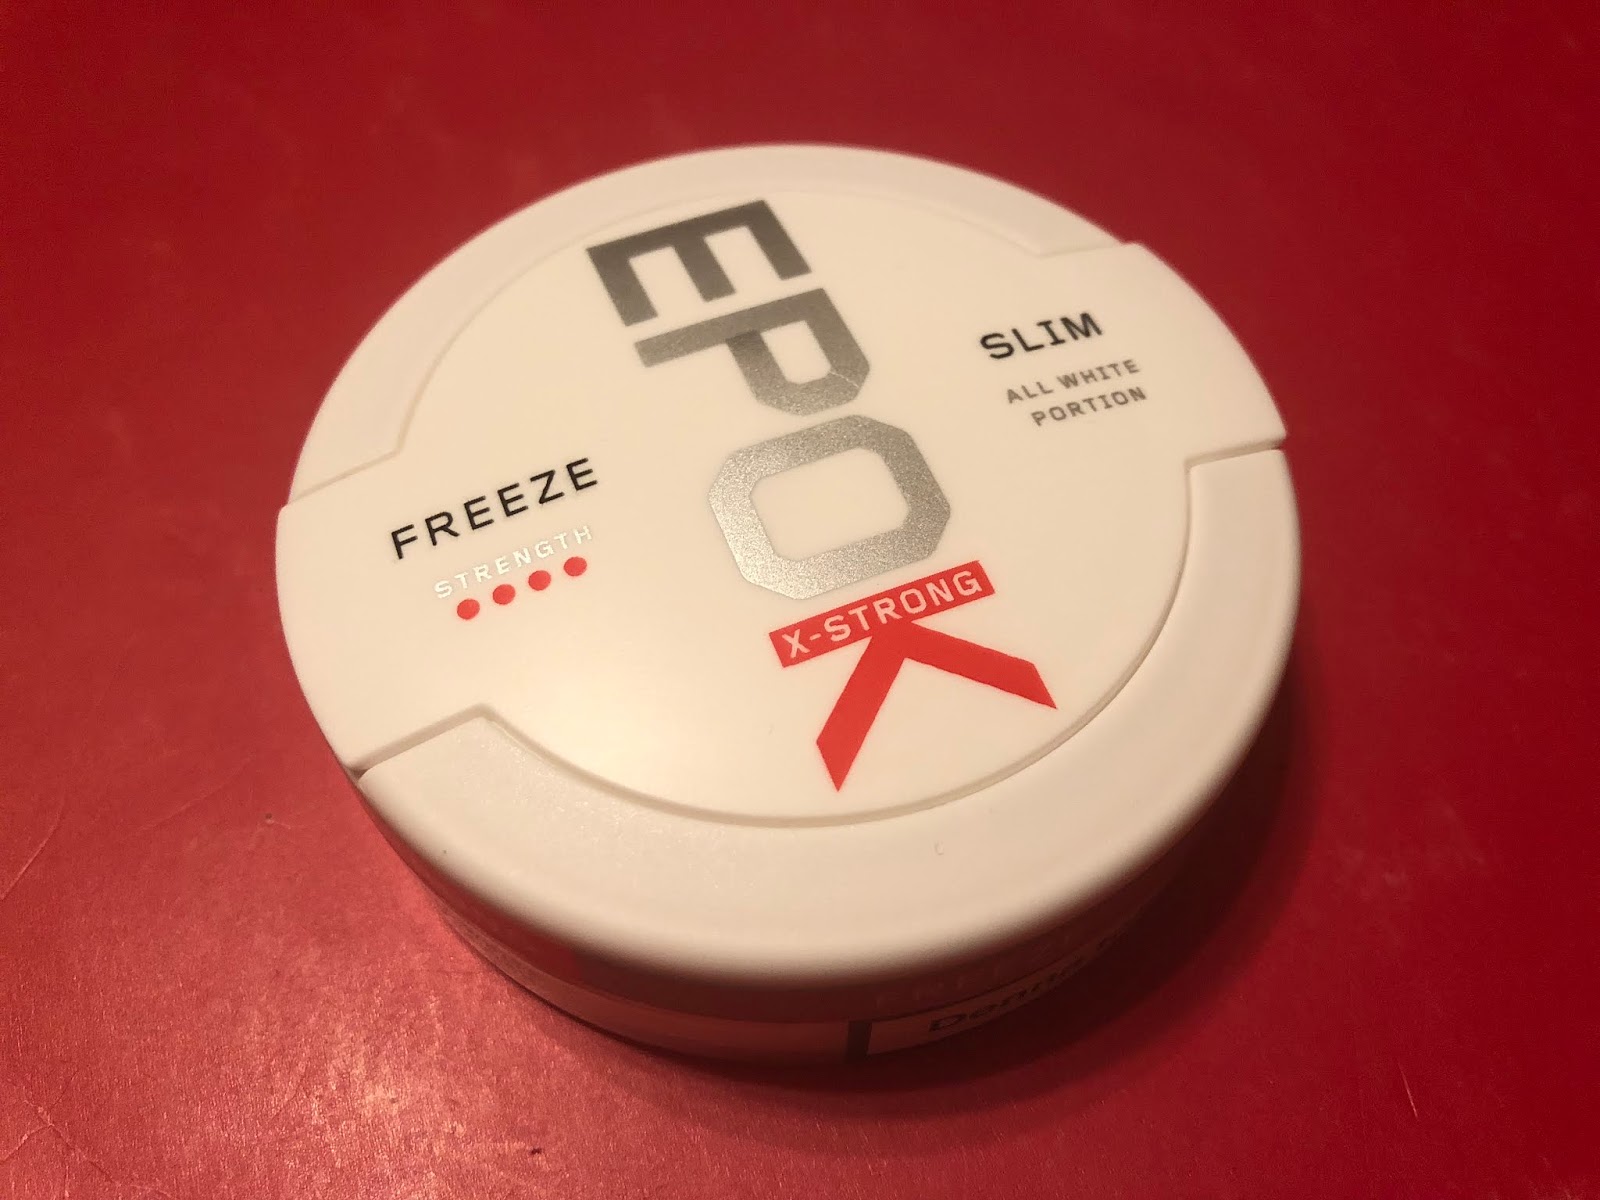 EPOK
X-STRONG
FREEZE
STRENGTH
SLIM
ALL WHITE
PORTION